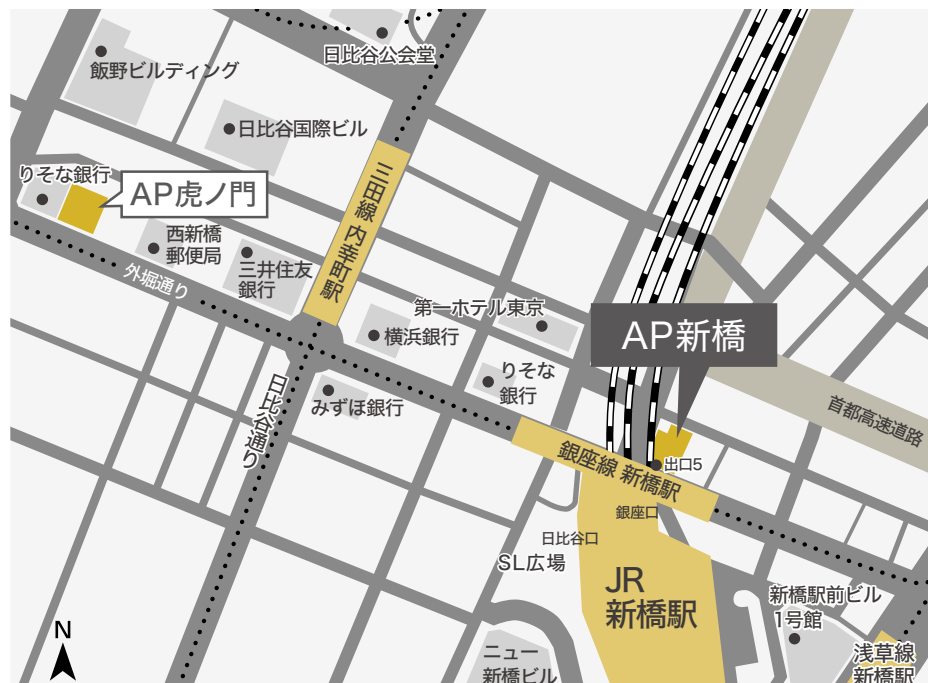 日比谷公会堂
飯野ビルディング
日比谷国際ビル
りそな銀行
AP虎ノ門
三田線 内幸町駅
西新橋
郵便局
三井住友
銀行
外堀通り
第一ホテル東京
横浜銀行
AP新橋
りそな
銀行
みずほ銀行
日比谷通り
首都高速道路
銀座線 新橋駅
出口5
銀座口
日比谷口
SL広場
JR
新橋駅
新橋駅前ビル
1号館
N
ニュー
新橋ビル
浅草線
新橋駅